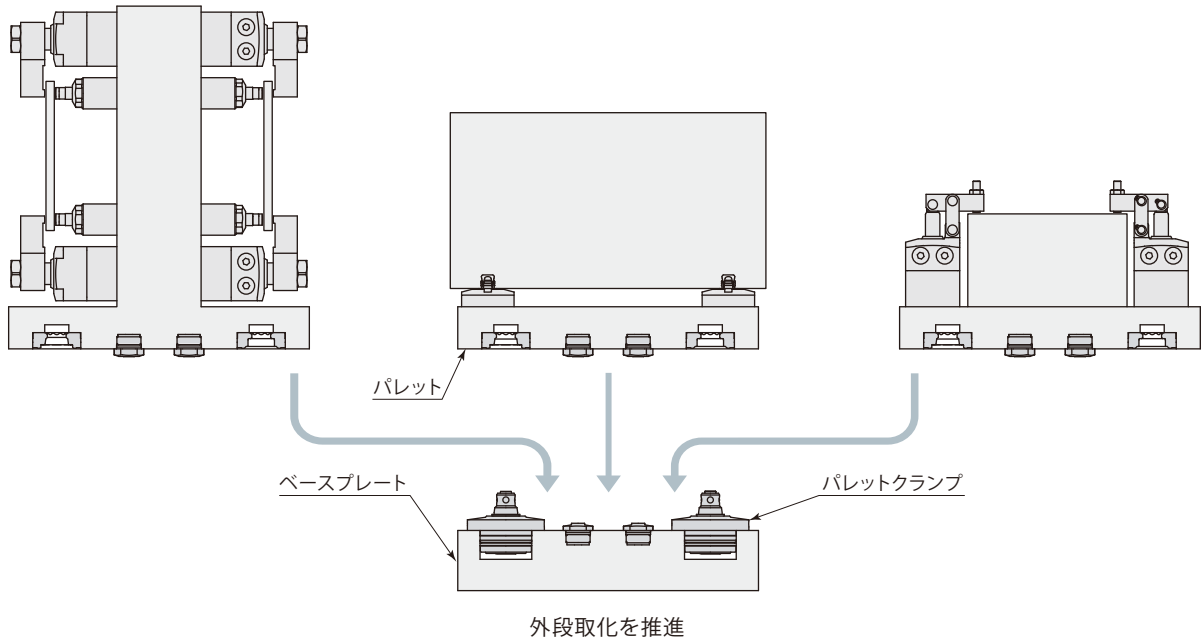 パレット
ベースプレート
パレットクランプ
外段取化を推進